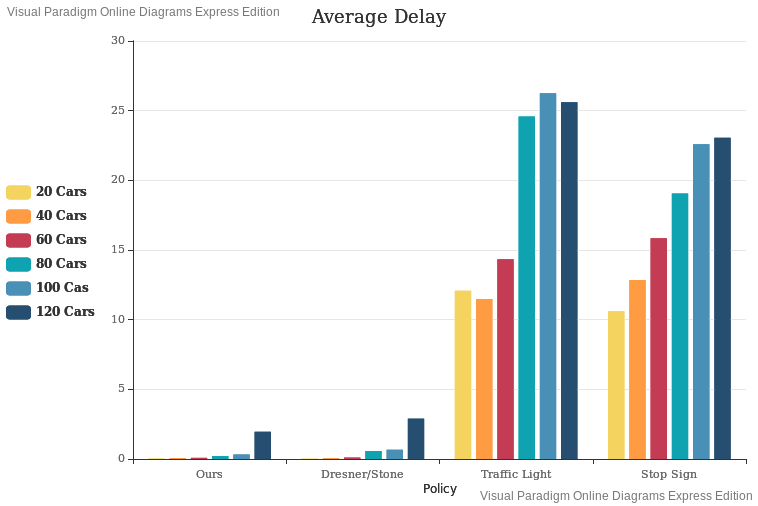 Visual Paradigm Online Diagrams Express Edition
Average Delay
30
25
20
15
10
5
0
20 Cars
40 Cars
60 Cars
80 Cars
100 Cas
120 Cars
Ours
Dresner/Stone
Traffic Light
Stop Sign
Policy
Visual Paradigm Online Diagrams Express Edition